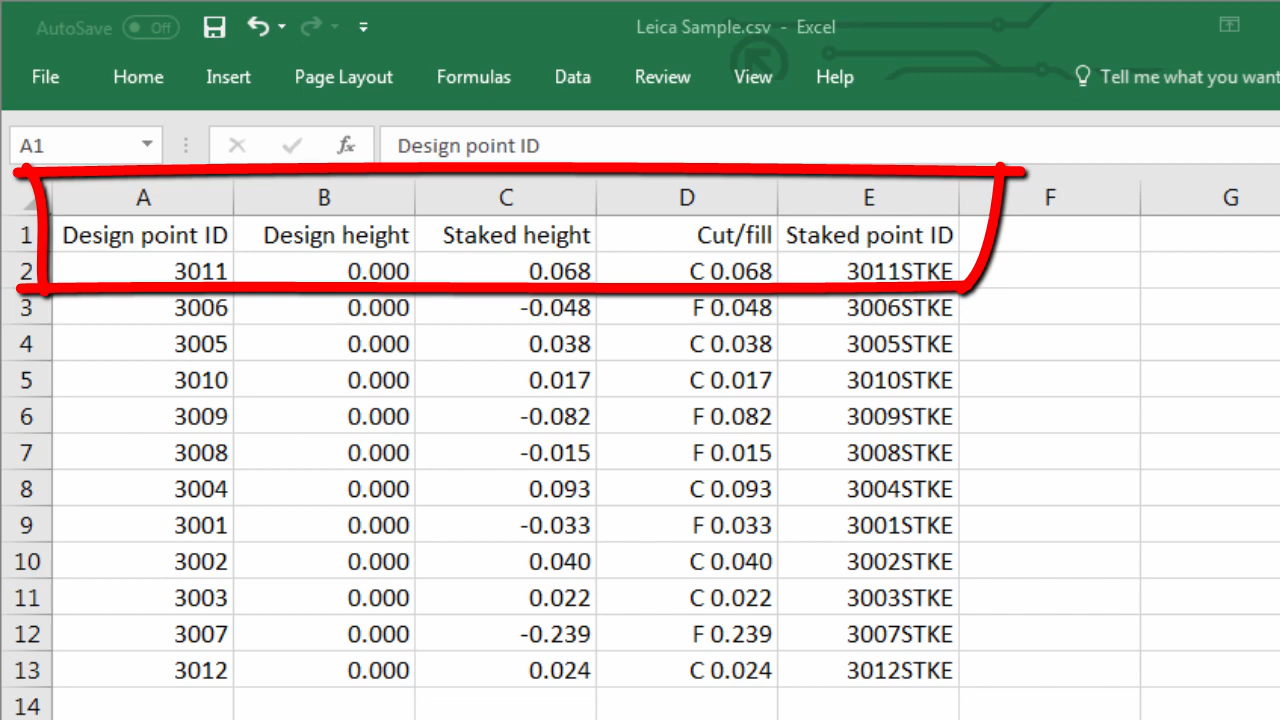 AutoSave Off Leica Sample.csv - Excel
File Home Insert Page Layout Formulas Data Review View Help Tell me what you want
A1 fx Design point ID
A B C D E F G
1 Design point ID Design height Staked height Cut/fill Staked point ID
2 3011 0.000 0.068 C 0.068 3011STKE
3 3006 0.000 -0.048 F 0.048 3006STKE
4 3005 0.000 0.038 C 0.038 3005STKE
5 3010 0.000 0.017 C 0.017 3010STKE
6 3009 0.000 -0.082 F 0.082 3009STKE
7 3008 0.000 -0.015 F 0.015 3008STKE
8 3004 0.000 0.093 C 0.093 3004STKE
9 3001 0.000 -0.033 F 0.033 3001STKE
10 3002 0.000 0.040 C 0.040 3002STKE
11 3003 0.000 0.022 C 0.022 3003STKE
12 3007 0.000 -0.239 F 0.239 3007STKE
13 3012 0.000 0.024 C 0.024 3012STKE
14